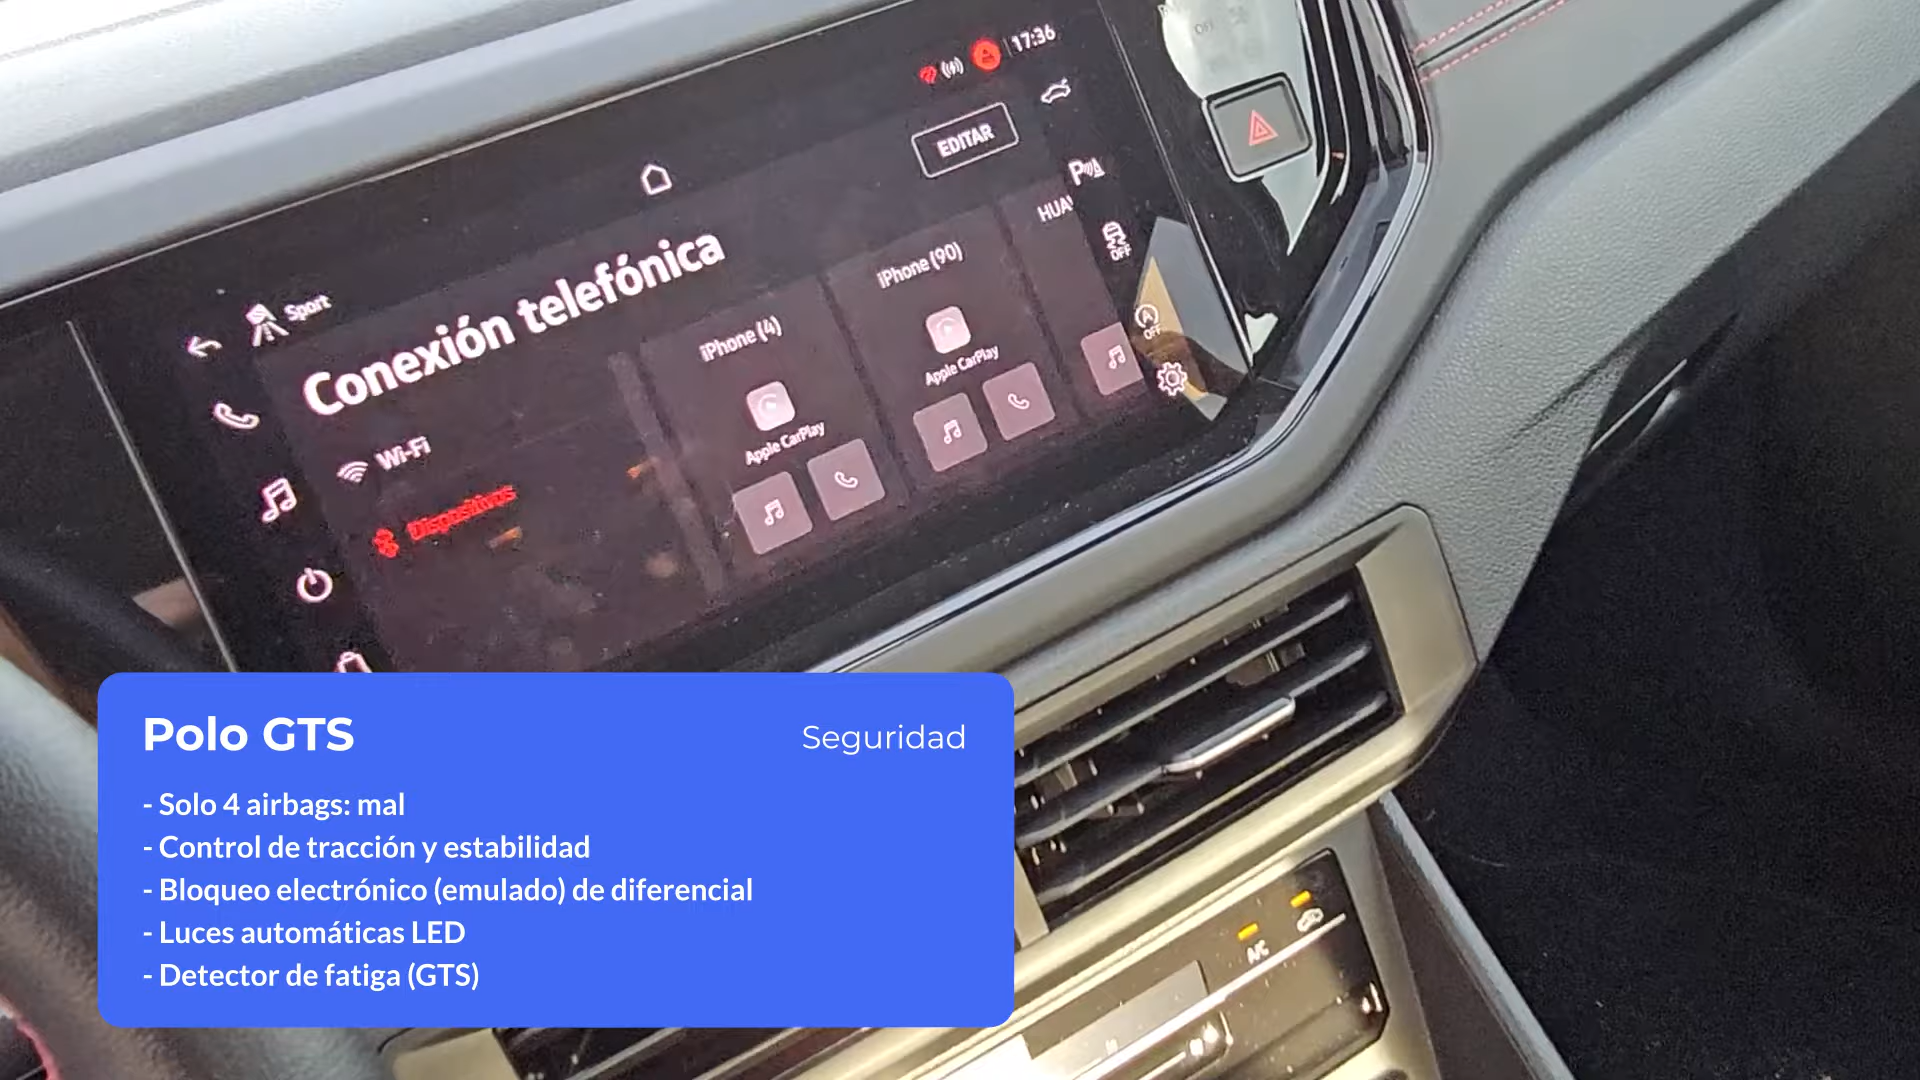 17:36
EDITAR
Sport
Conexión telefónica
Wi-Fi
Dispositivos
iPhone (4)
Apple CarPlay
iPhone (90)
Apple CarPlay
HUA
OFF
OFF
A/C
Polo GTS
Seguridad
- Solo 4 airbags: mal
- Control de tracción y estabilidad
- Bloqueo electrónico (emulado) de diferencial
- Luces automáticas LED
- Detector de fatiga (GTS)